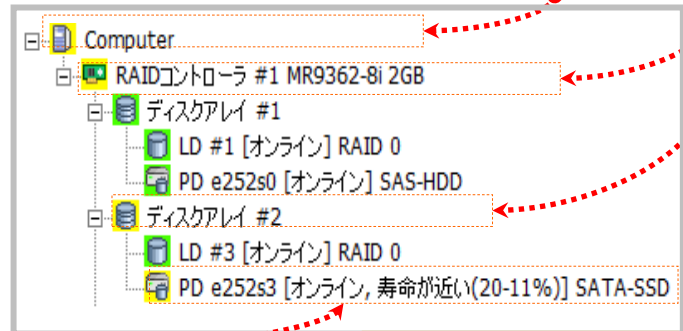 Computer
RAIDコントローラ #1 MR9362-8i 2GB
ディスクアレイ #1
LD #1 [オンライン] RAID 0
PD e252s0 [オンライン] SAS-HDD
ディスクアレイ #2
LD #3 [オンライン] RAID 0
PD e252s3 [オンライン, 寿命が近い(20-11%)] SATA-SSD